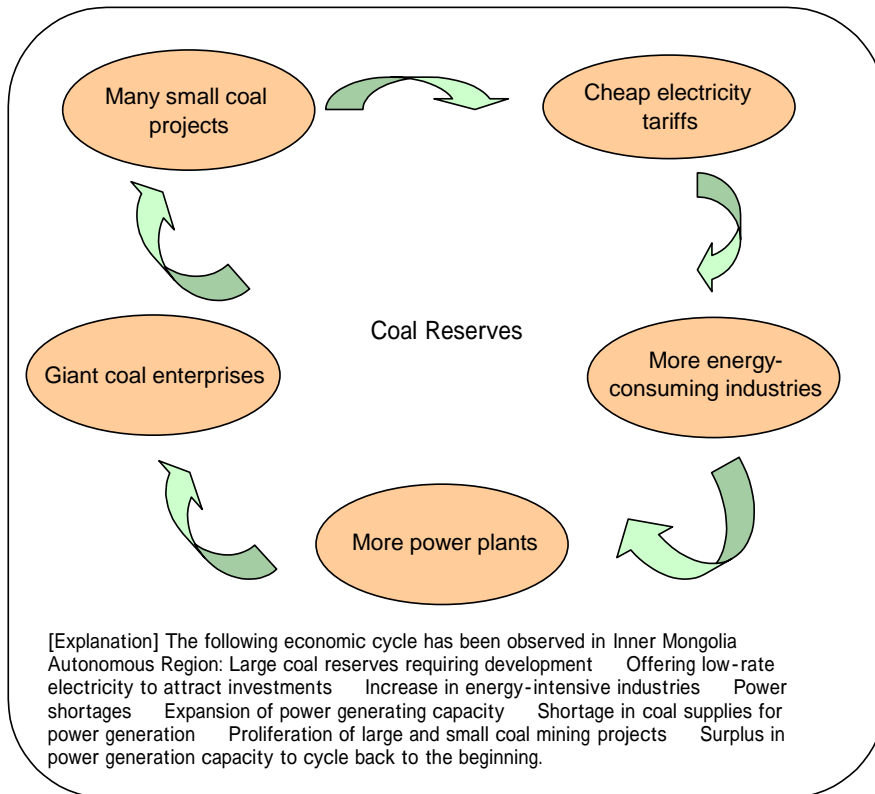 Many small coal
projects
Cheap electricity
tariffs
Coal Reserves
Giant coal enterprises
More energy-
consuming industries
More power plants
[Explanation] The following economic cycle has been observed in Inner Mongolia
Autonomous Region: Large coal reserves requiring development Offering low-rate
electricity to attract investments Increase in energy-intensive industries Power
shortages Expansion of power generating capacity Shortage in coal supplies for
power generation Proliferation of large and small coal mining projects Surplus in
power generation capacity to cycle back to the beginning.